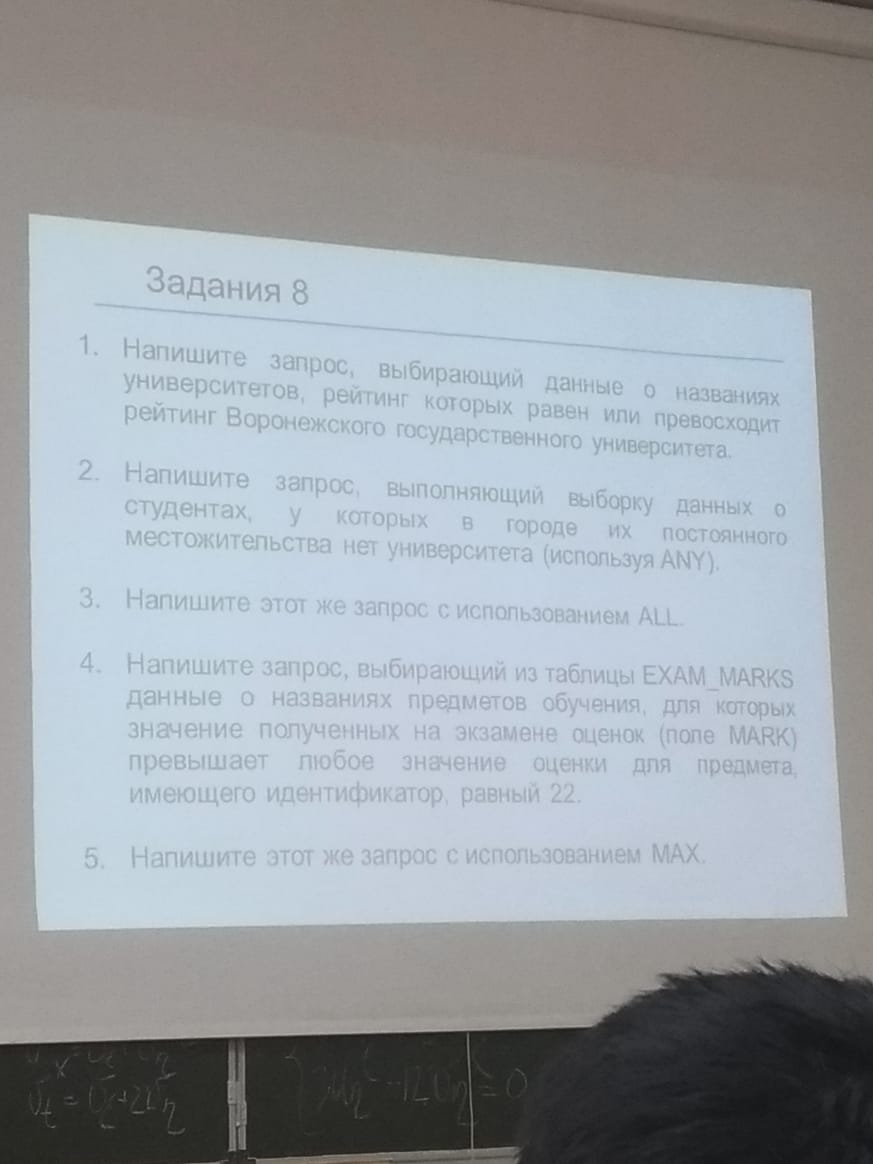 Задания 8
1. Напишите запрос, выбирающий данные о названиях
университетов, рейтинг которых равен или превосходит
рейтинг Воронежского государственного университета.
2. Напишите запрос, выполняющий выборку данных о
студентах, у которых в городе их постоянного
местожительства нет университета (используя ANY).
3. Напишите этот же запрос с использованием ALL.
4. Напишите запрос, выбирающий из таблицы EXAM_MARKS
данные о названиях предметов обучения, для которых
значение полученных на экзамене оценок (поле MARK)
превышает любое значение оценки для предмета,
имеющего идентификатор, равный 22.
5. Напишите этот же запрос с использованием MAX.